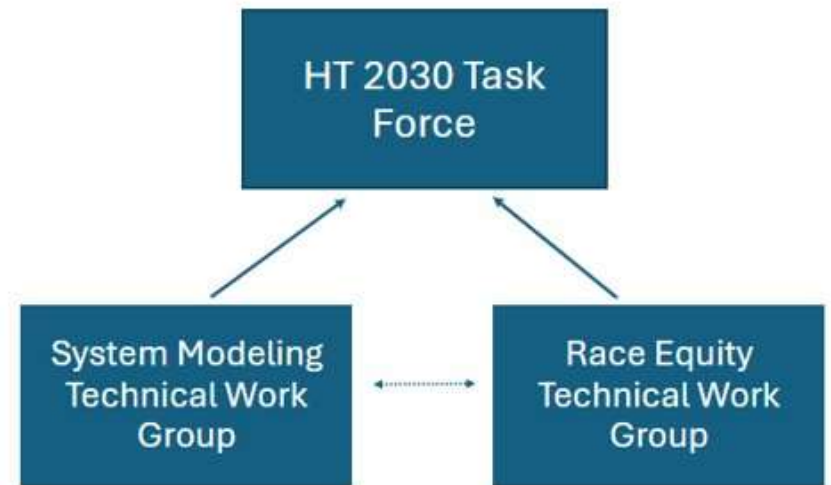 HT 2030 Task
Force
System Modeling
Technical Work
Group
Race Equity
Technical Work
Group